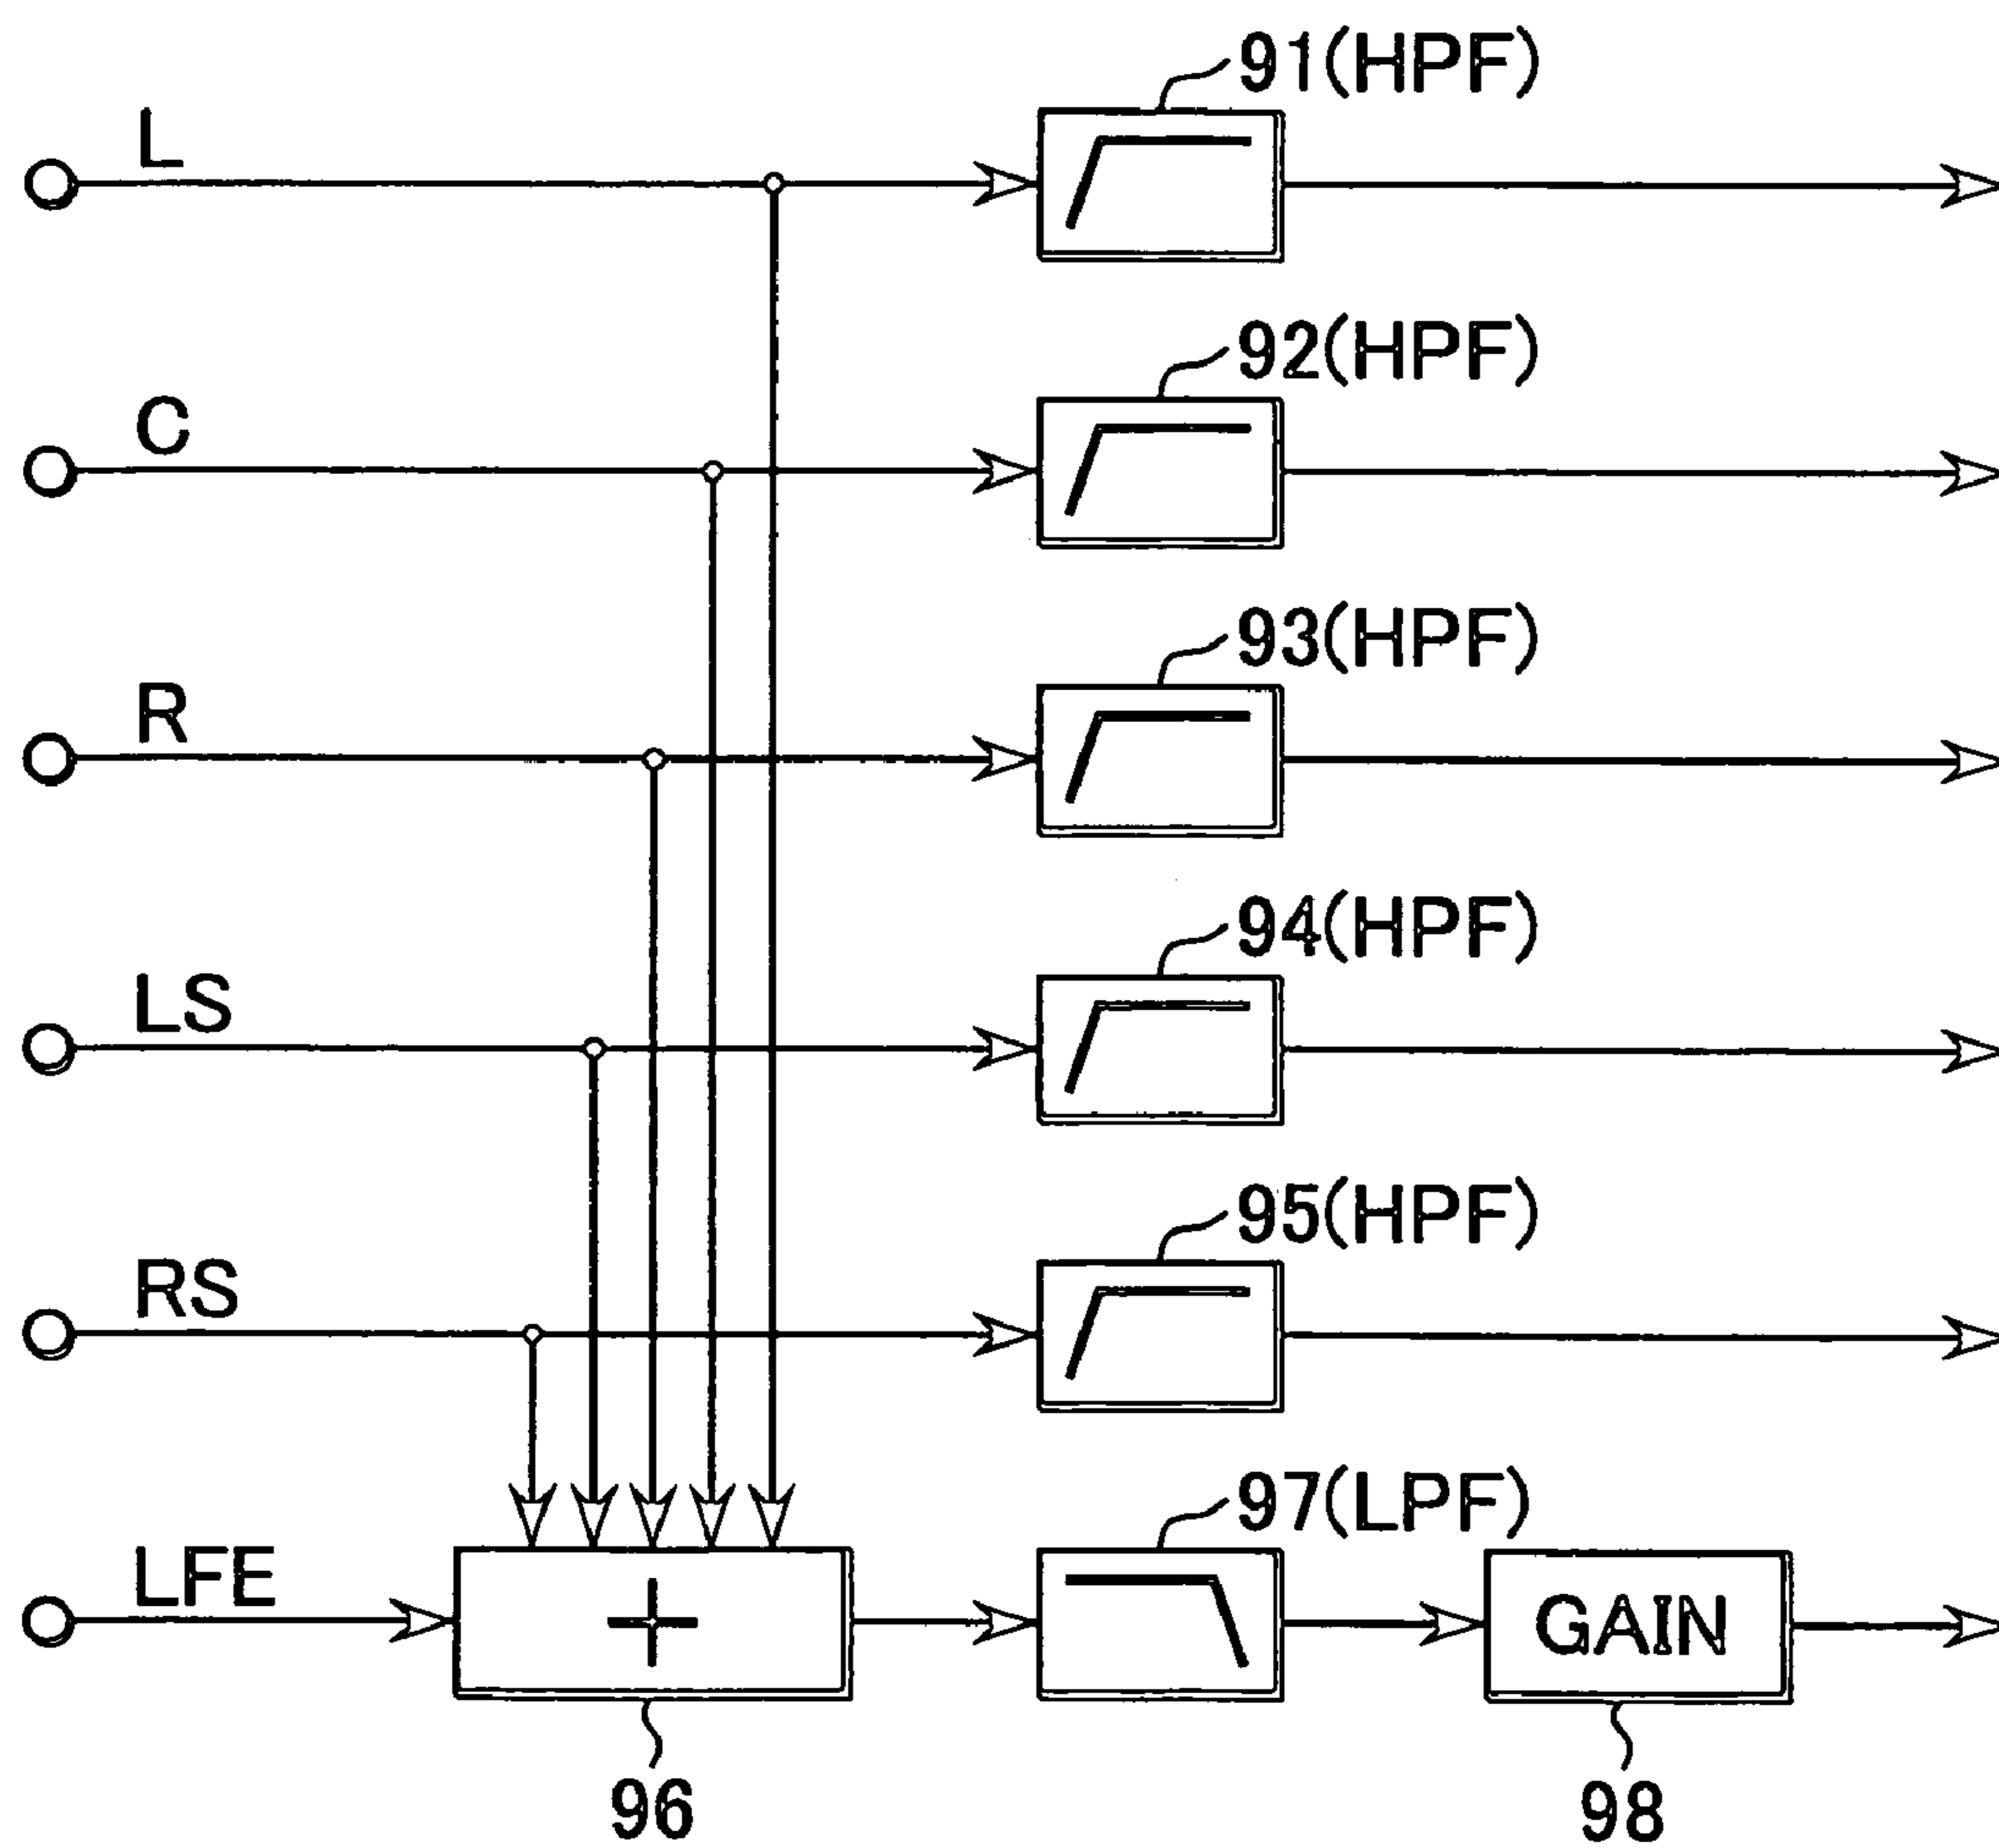 91(HPF)
L
92(HPF)
C
93(HPF)
R
94(HPF)
LS
95(HPF)
RS
97(LPF)
LFE
+
GAIN
96
98